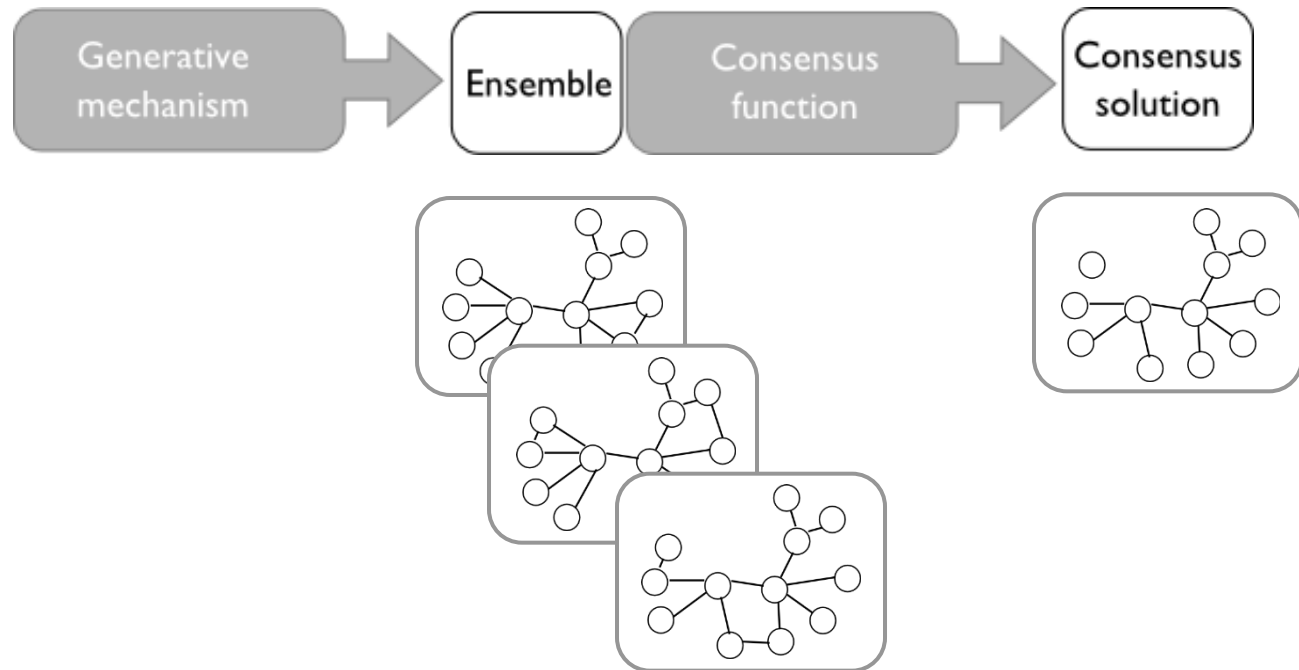 Generative
mechanism
Ensemble
Consensus
function
Consensus
solution